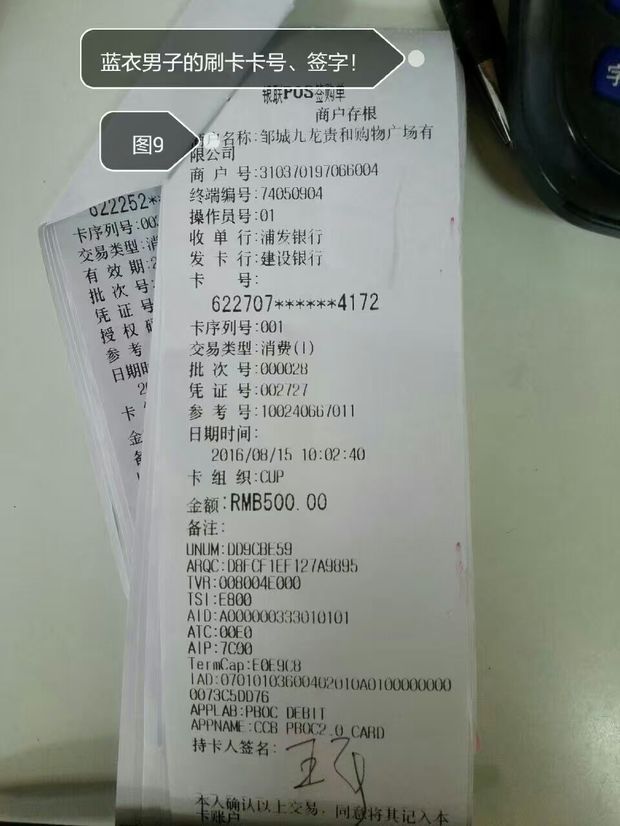 蓝衣男子的刷卡卡号、签字!
图9
银联POS签购单
商户存根
商户名称:邹城九龙贵和购物广场有
限公司
商 户 号:310370197066004
终端编号:74050904
操作员号:01
收 单 行:浦发银行
发 卡 行:建设银行
卡 号:
622707******4172
卡序列号:001
交易类型:消费(I)
批 次 号:000028
凭 证 号:002727
参 考 号:100240667011
日期时间:
2016/08/15 10:02:40
卡 组 织:CUP
金额:RMB500.00
备注:
UNUM:DD9CBE59
ARQC:D8FCF1EF127A9895
TVR:008004E000
TSI:E800
AID:A000000333010101
ATC:00E0
AIP:7C00
TermCap:E0E9C8
IAD:07010103600402010A0100000000
0073C5DD76
APPLAB:PBOC DEBIT
APPNAME:CCB PBOC2.0 CARD
持卡人签名:
本人确认以上交易,同意将其记入本
卡账户
622252**
卡序列号:00
交易类型:消
有 效 期:2
批 次 号:
凭 证 号
授 权 码
参 考
日期时
2
卡
金
备
字